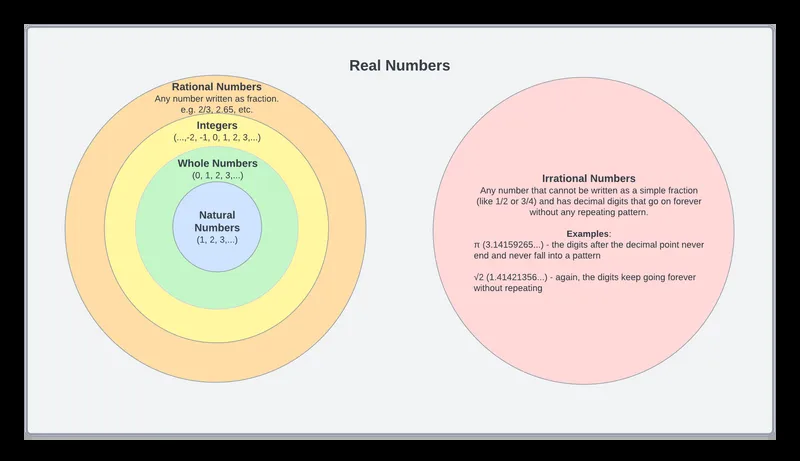 Real Numbers
Rational Numbers
Any number written as fraction.
e.g. 2/3, 2.65, etc.
Integers
(...,-2, -1, 0, 1, 2, 3,...)
Whole Numbers
(0, 1, 2, 3,...)
Natural
Numbers
(1, 2, 3,...)
Irrational Numbers
Any number that cannot be written as a simple fraction
(like 1/2 or 3/4) and has decimal digits that go on forever
without any repeating pattern.
Examples:
π (3.14159265...) - the digits after the decimal point never
end and never fall into a pattern
√2 (1.41421356...) - again, the digits keep going forever
without repeating